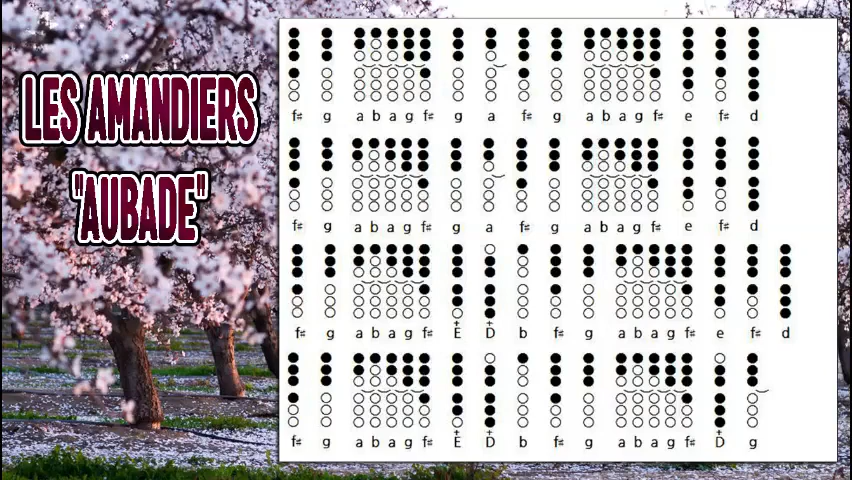 LES AMANDIERS
"AUBADE"
f♯ g a b a g f♯ g a f♯ g a b a g f♯ e f♯ d
f♯ g a b a g f♯ g a f♯ g a b a g f♯ e f♯ d
f♯ g a b a g f♯ E D b f♯ g a b a g f♯ e f♯ d
f♯ g a b a g f♯ E D b f♯ g a b a g f♯ D g